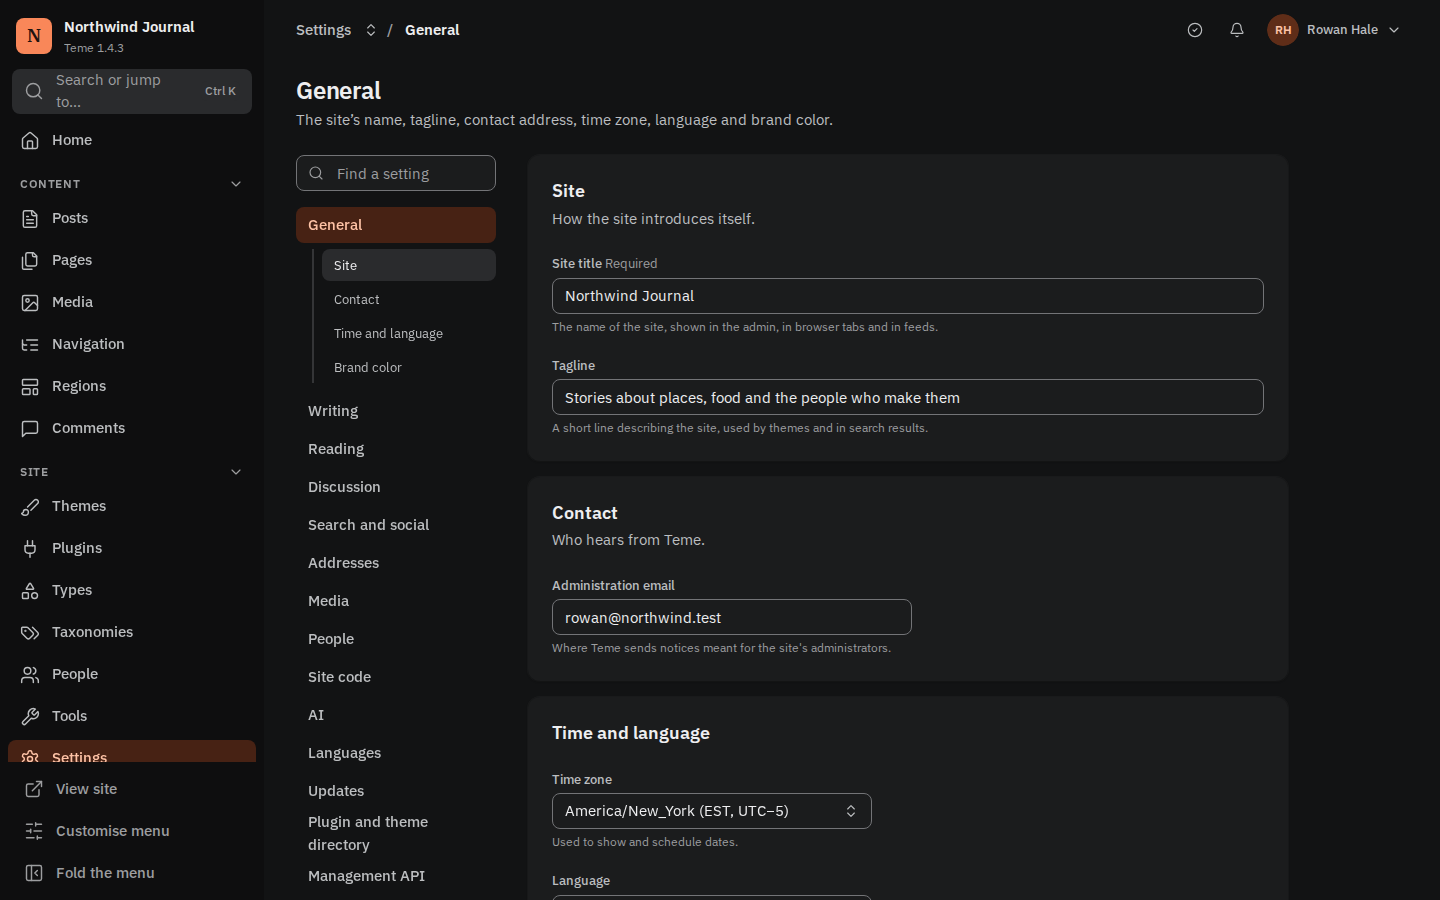 N
Northwind Journal
Teme 1.4.3
Search or jump
to...
Ctrl K
Home
CONTENT
Posts
Pages
Media
Navigation
Regions
Comments
SITE
Themes
Plugins
Types
Taxonomies
People
Tools
Settings
View site
Customise menu
Fold the menu
Settings / General
RH
Rowan Hale
General
The site’s name, tagline, contact address, time zone, language and brand color.
Find a setting
General
Site
Contact
Time and language
Brand color
Writing
Reading
Discussion
Search and social
Addresses
Media
People
Site code
AI
Languages
Updates
Plugin and theme
directory
Management API
Site
How the site introduces itself.
Site title Required
Northwind Journal
The name of the site, shown in the admin, in browser tabs and in feeds.
Tagline
Stories about places, food and the people who make them
A short line describing the site, used by themes and in search results.
Contact
Who hears from Teme.
Administration email
rowan@northwind.test
Where Teme sends notices meant for the site's administrators.
Time and language
Time zone
America/New_York (EST, UTC−5)
Used to show and schedule dates.
Language